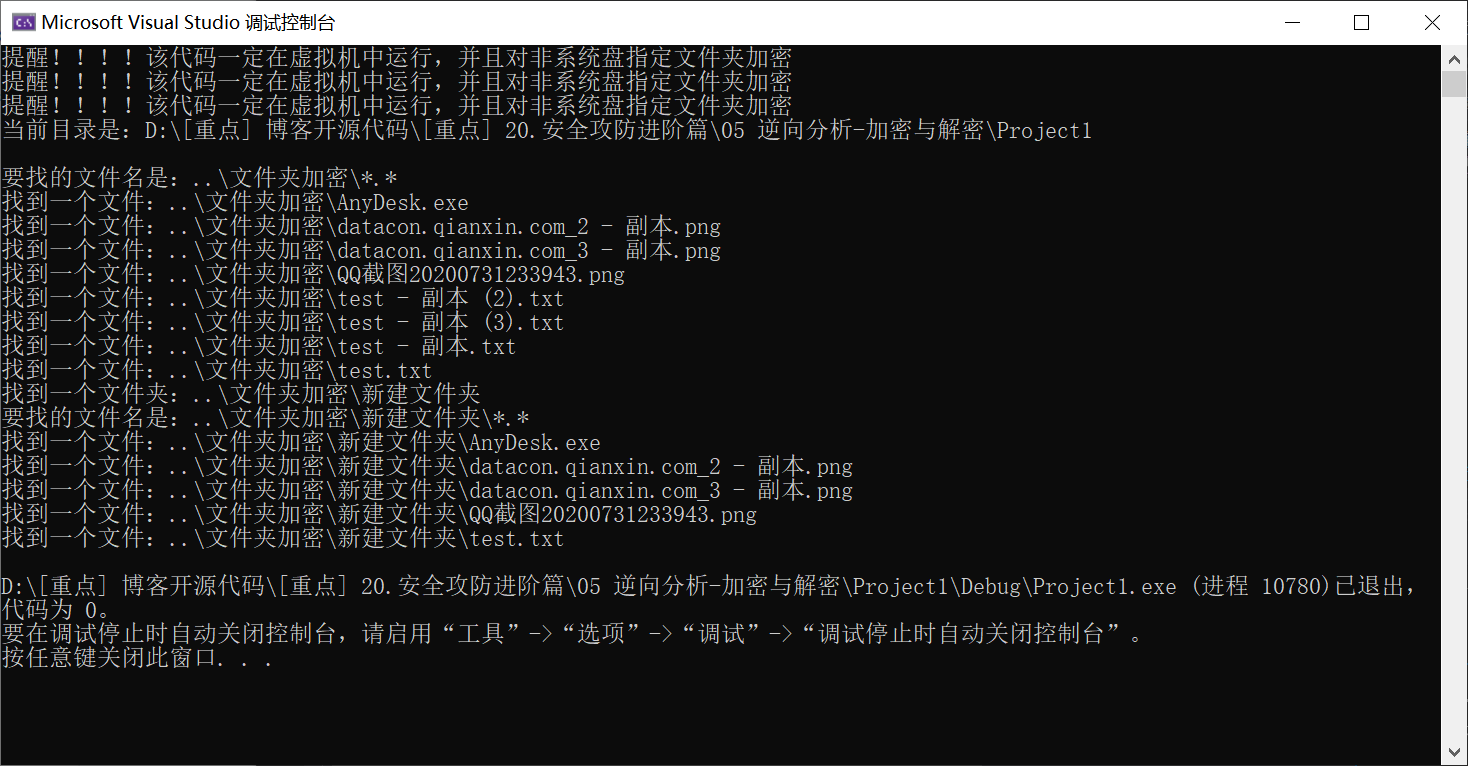 Microsoft Visual Studio 调试控制台
提醒！！！！该代码一定在虚拟机中运行，并且对非系统盘指定文件夹加密
提醒！！！！该代码一定在虚拟机中运行，并且对非系统盘指定文件夹加密
提醒！！！！该代码一定在虚拟机中运行，并且对非系统盘指定文件夹加密
当前目录是：D:\[重点] 博客开源代码\[重点] 20.安全攻防进阶篇\05 逆向分析-加密与解密\Project1
要找的文件名是：..\文件夹加密\*.*
找到一个文件：..\文件夹加密\AnyDesk.exe
找到一个文件：..\文件夹加密\datacon.qianxin.com_2 - 副本.png
找到一个文件：..\文件夹加密\datacon.qianxin.com_3 - 副本.png
找到一个文件：..\文件夹加密\QQ截图20200731233943.png
找到一个文件：..\文件夹加密\test - 副本 (2).txt
找到一个文件：..\文件夹加密\test - 副本 (3).txt
找到一个文件：..\文件夹加密\test - 副本.txt
找到一个文件：..\文件夹加密\test.txt
找到一个文件夹：..\文件夹加密\新建文件夹
要找的文件名是：..\文件夹加密\新建文件夹\*.*
找到一个文件：..\文件夹加密\新建文件夹\AnyDesk.exe
找到一个文件：..\文件夹加密\新建文件夹\datacon.qianxin.com_2 - 副本.png
找到一个文件：..\文件夹加密\新建文件夹\datacon.qianxin.com_3 - 副本.png
找到一个文件：..\文件夹加密\新建文件夹\QQ截图20200731233943.png
找到一个文件：..\文件夹加密\新建文件夹\test.txt
D:\[重点] 博客开源代码\[重点] 20.安全攻防进阶篇\05 逆向分析-加密与解密\Project1\Debug\Project1.exe (进程 10780)已退出，
代码为 0。
要在调试停止时自动关闭控制台，请启用“工具”->“选项”->“调试”->“调试停止时自动关闭控制台”。
按任意键关闭此窗口. . .